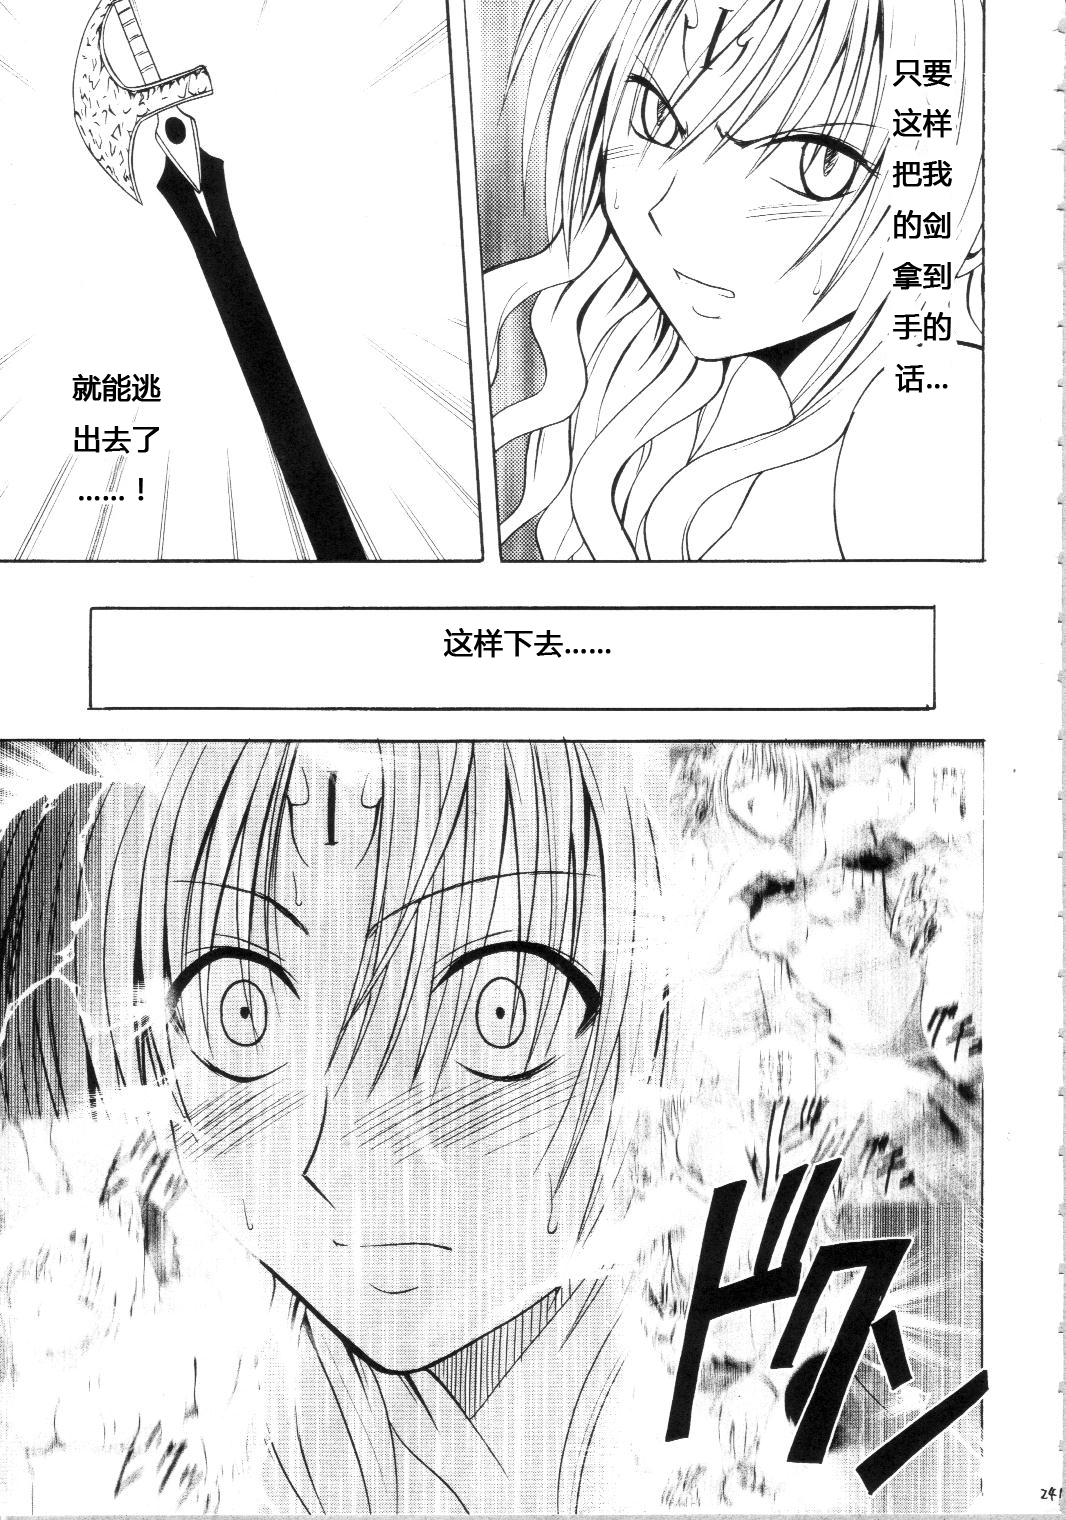 只要
这样
把我
的剑
拿到
手的
话...
就能逃
出去了
......！
这样下去......
ドクン
241